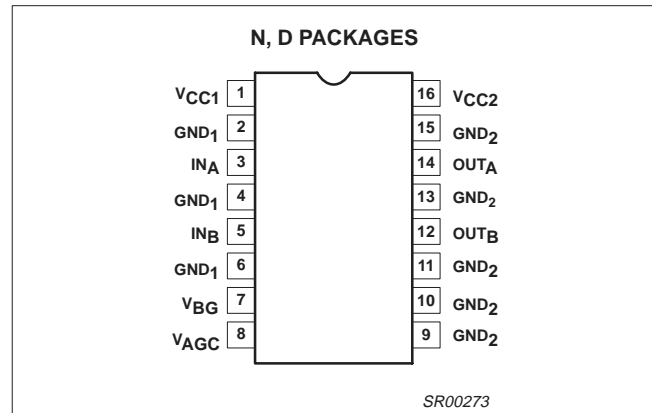 N, D PACKAGES
VCC1 1 16 VCC2
GND1 2 15 GND2
INA 3 14 OUTA
GND1 4 13 GND2
INB 5 12 OUTB
GND1 6 11 GND2
VBG 7 10 GND2
VAGC 8 9 GND2
SR00273